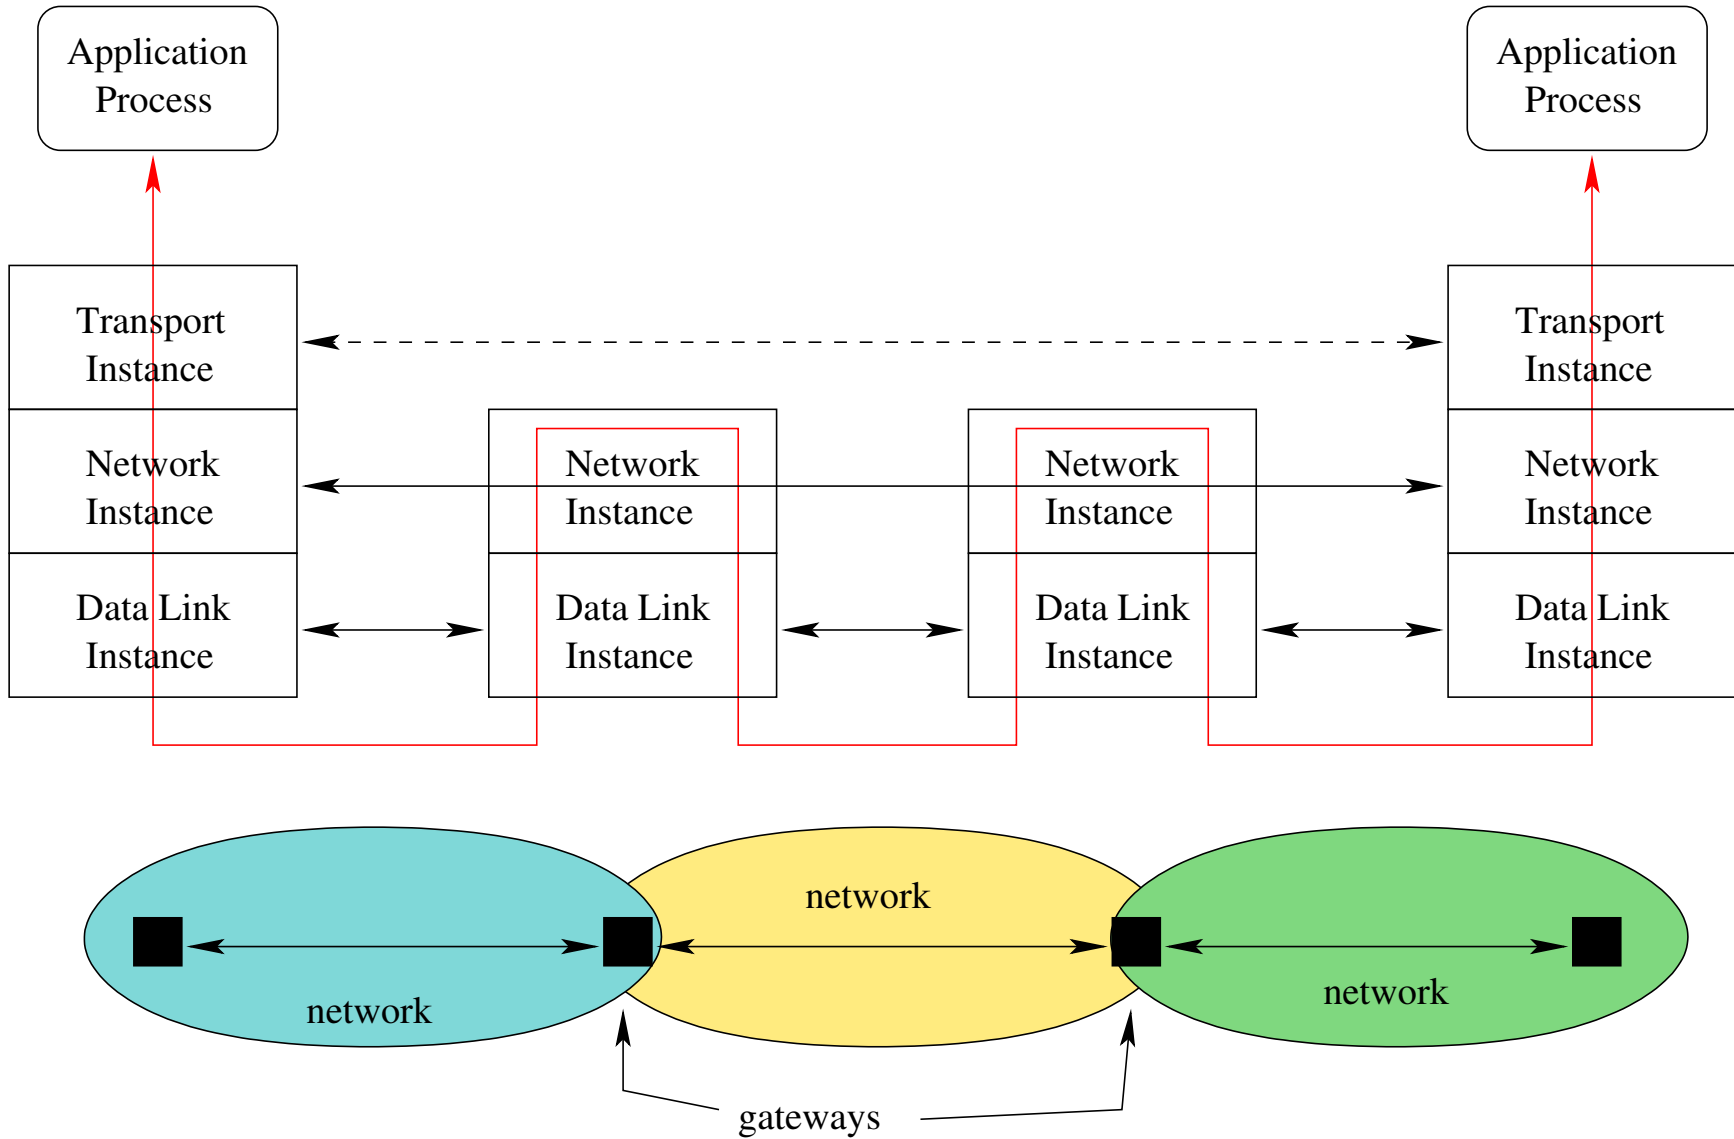 Application
Process
Application
Process
Transport
Instance
Transport
Instance
Network
Instance
Network
Instance
Network
Instance
Network
Instance
Data Link
Instance
Data Link
Instance
Data Link
Instance
Data Link
Instance
network
network
network
gateways